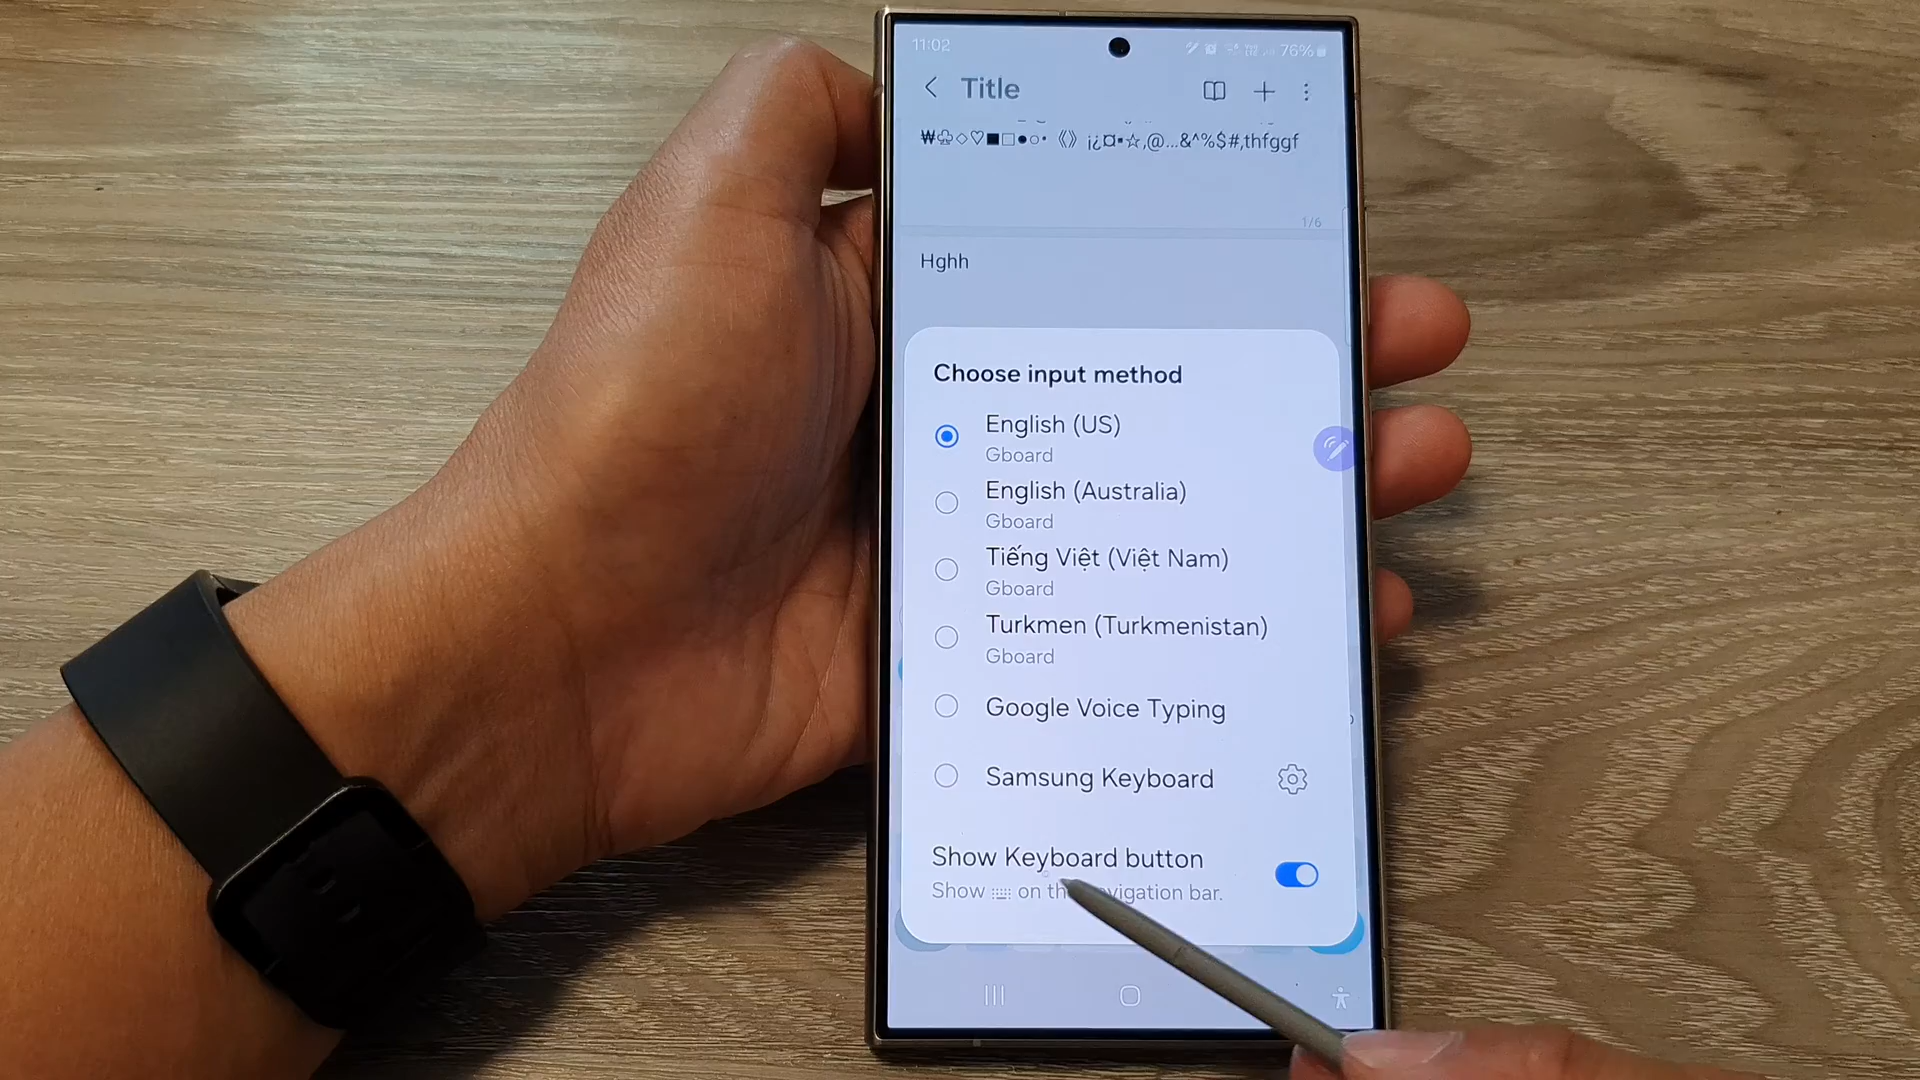 11:02
76%
Title
₩♧◇♡■□●○• 《》 ¡¿¤▪☆,@...&^%$#,thfggf
1/6
Hghh
Choose input method
English (US)
Gboard
English (Australia)
Gboard
Tiếng Việt (Việt Nam)
Gboard
Turkmen (Turkmenistan)
Gboard
Google Voice Typing
Samsung Keyboard
Show Keyboard button
Show on the navigation bar.